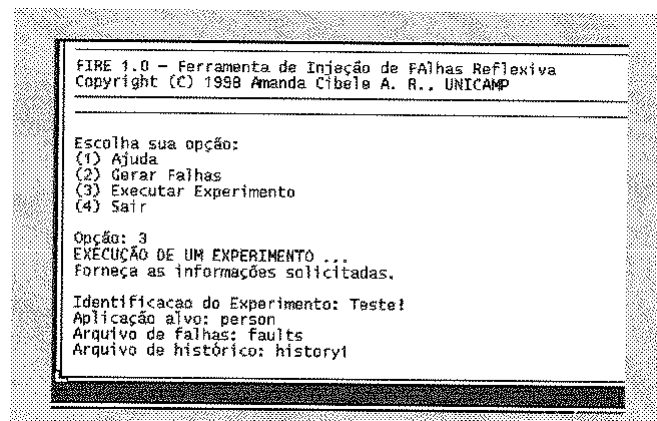 FIRE 1.0 - Ferramenta de Injeção de FAlhas Reflexiva
Copyright (C) 1998 Amanda Cibele A. R., UNICAMP
Escolha sua opção:
(1) Ajuda
(2) Gerar Falhas
(3) Executar Experimento
(4) Sair
Opção: 3
EXECUÇÃO DE UM EXPERIMENTO ...
Forneça as informações solicitadas.
Identificacao do Experimento: Teste1
Aplicação alvo: person
Arquivo de falhas: faults
Arquivo de histórico: history1